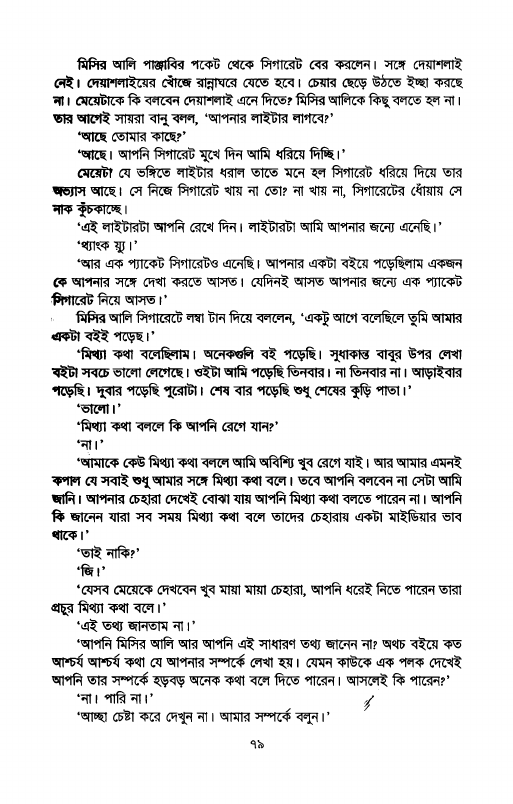 মিসির আলি পাঞ্জাবির পকেট থেকে সিগারেট বের করলেন। সঙ্গে দেয়াশলাই
নেই। দেয়াশলাইয়ের খোঁজে রান্নাঘরে যেতে হবে। চেয়ার ছেড়ে উঠতে ইচ্ছা করছে
না। মেয়েটাকে কি বলবেন দেয়াশলাই এনে দিতে? মিসির আলিকে কিছু বলতে হল না।
তার আগেই সায়রা বানু বলল, ‘আপনার লাইটার লাগবে?’
‘আছে তোমার কাছে?’
‘আছে। আপনি সিগারেট মুখে দিন আমি ধরিয়ে দিচ্ছি।’
মেয়েটা যে ভঙ্গিতে লাইটার ধরাল তাতে মনে হল সিগারেট ধরিয়ে দিয়ে তার
অভ্যাস আছে। সে নিজে সিগারেট খায় না তো? না খায় না, সিগারেটের ধোঁয়ায় সে
নাক কুঁচকাচ্ছে।
‘এই লাইটারটা আপনি রেখে দিন। লাইটারটা আমি আপনার জন্যে এনেছি।’
‘থ্যাংক য়্যু।’
‘আর এক প্যাকেট সিগারেটও এনেছি। আপনার একটা বইয়ে পড়েছিলাম একজন
কে আপনার সঙ্গে দেখা করতে আসত। যেদিনই আসত আপনার জন্যে এক প্যাকেট
সিগারেট নিয়ে আসত।’
মিসির আলি সিগারেটে লম্বা টান দিয়ে বললেন, ‘একটু আগে বলেছিলে তুমি আমার
একটা বইই পড়েছ।’
‘মিথ্যা কথা বলেছিলাম। অনেকগুলি বই পড়েছি। সুধাকান্ত বাবুর উপর লেখা
বইটা সবচে ভালো লেগেছে। ওইটা আমি পড়েছি তিনবার। না তিনবার না। আড়াইবার
পড়েছি। দুবার পড়েছি পুরোটা। শেষ বার পড়েছি শুধু শেষের কুড়ি পাতা।’
‘ভালো।’
‘মিথ্যা কথা বললে কি আপনি রেগে যান?’
‘না।’
‘আমাকে কেউ মিথ্যা কথা বললে আমি অবিশ্যি খুব রেগে যাই। আর আমার এমনই
কপাল যে সবাই শুধু আমার সঙ্গে মিথ্যা কথা বলে। তবে আপনি বলবেন না সেটা আমি
জানি। আপনার চেহারা দেখেই বোঝা যায় আপনি মিথ্যা কথা বলতে পারেন না। আপনি
কি জানেন যারা সব সময় মিথ্যা কথা বলে তাদের চেহারায় একটা মাইডিয়ার ভাব
থাকে।’
‘তাই নাকি?’
‘জি।’
‘যেসব মেয়েকে দেখবেন খুব মায়া মায়া চেহারা, আপনি ধরেই নিতে পারেন তারা
প্রচুর মিথ্যা কথা বলে।’
‘এই তথ্য জানতাম না।’
‘আপনি মিসির আলি আর আপনি এই সাধারণ তথ্য জানেন না? অথচ বইয়ে কত
আশ্চর্য আশ্চর্য কথা যে আপনার সম্পর্কে লেখা হয়। যেমন কাউকে এক পলক দেখেই
আপনি তার সম্পর্কে হড়বড় অনেক কথা বলে দিতে পারেন। আসলেই কি পারেন?’
‘না। পারি না।’
‘আচ্ছা চেষ্টা করে দেখুন না। আমার সম্পর্কে বলুন।’
৭৯